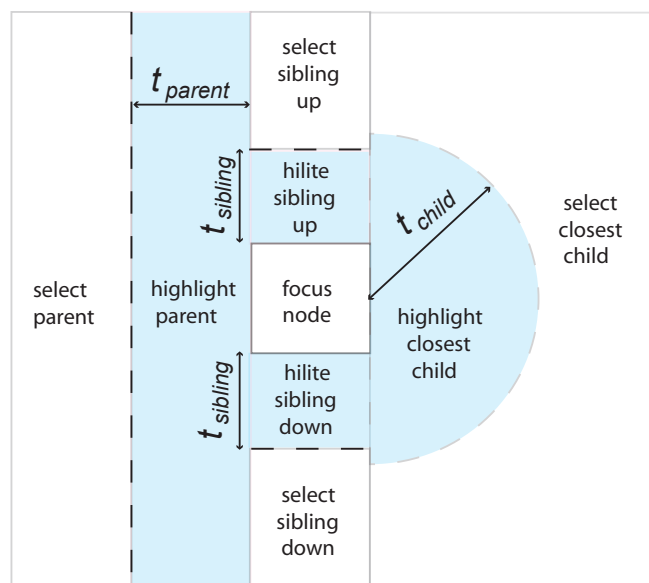 select
sibling
up
t parent
hilite
sibling
up
t sibling
t child
select
closest
child
select
parent
highlight
parent
focus
node
highlight
closest
child
hilite
sibling
down
t sibling
select
sibling
down